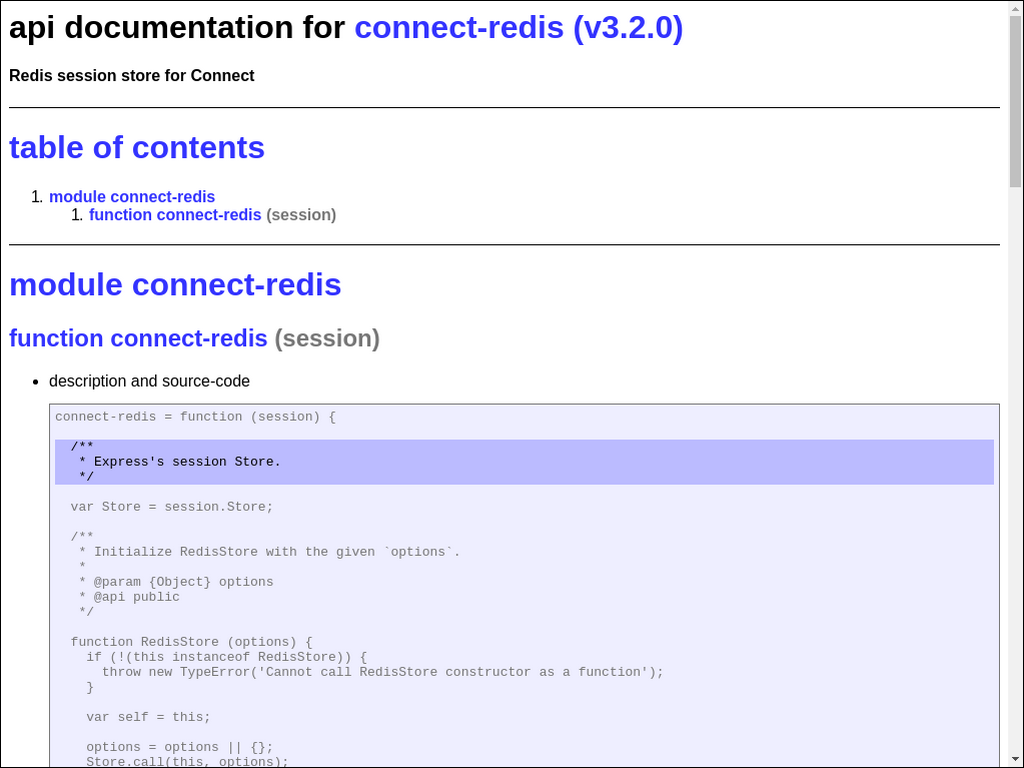 api documentation for connect-redis (v3.2.0)
Redis session store for Connect
table of contents
1. module connect-redis
1. function connect-redis (session)
module connect-redis
function connect-redis (session)
• description and source-code
connect-redis = function (session) {
  /**
   * Express's session Store.
   */
  var Store = session.Store;
  /**
   * Initialize RedisStore with the given `options`.
   *
   * @param {Object} options
   * @api public
   */
  function RedisStore (options) {
    if (!(this instanceof RedisStore)) {
      throw new TypeError('Cannot call RedisStore constructor as a function');
    }
    var self = this;
    options = options || {};
    Store.call(this, options);